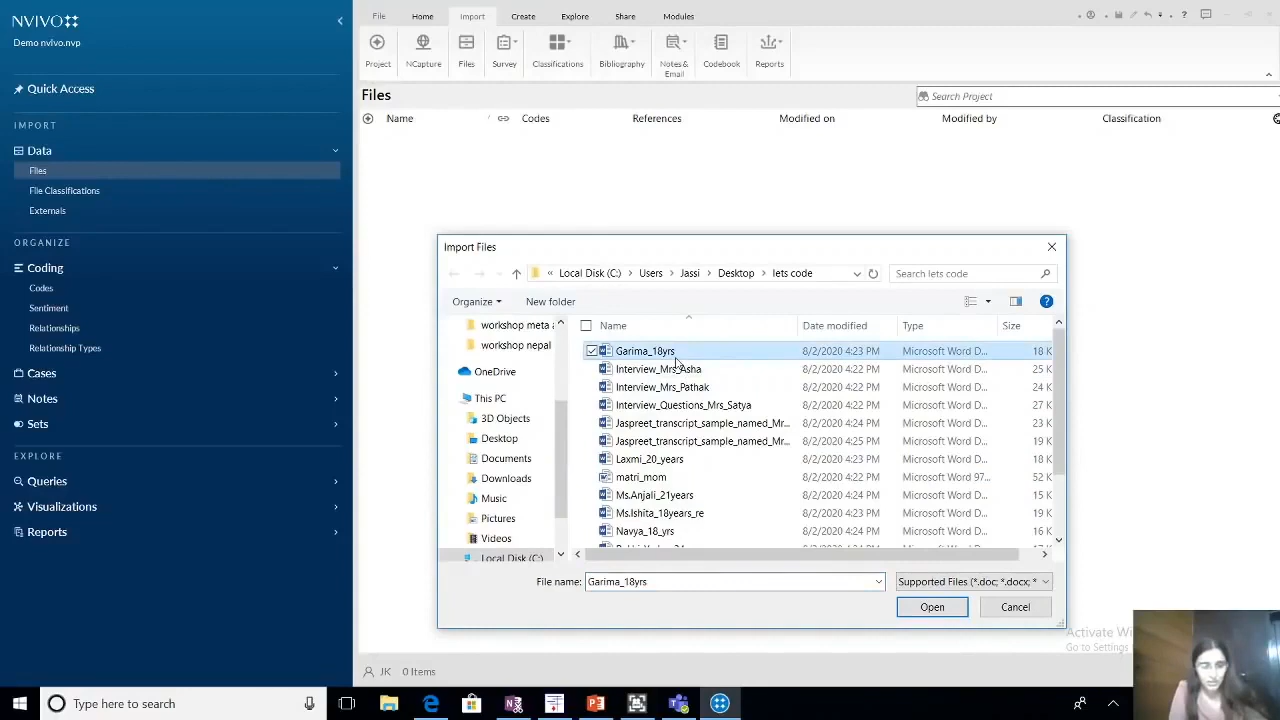 NVIVO
Demo nvivo.nvp
Quick Access
IMPORT
Data
Files
File Classifications
Externals
ORGANIZE
Coding
Codes
Sentiment
Relationships
Relationship Types
Cases
Notes
Sets
EXPLORE
Queries
Visualizations
Reports
File Home Import Create Explore Share Modules
Project NCapture Files Survey Classifications Bibliography Notes & Email Codebook Reports
Files
Search Project
Name Codes References Modified on Modified by Classification
Import Files
« Local Disk (C:) > Users > Jassi > Desktop > lets code
Search lets code
Organize New folder
workshop meta
workshop nepal
OneDrive
This PC
3D Objects
Desktop
Documents
Downloads
Music
Pictures
Videos
Local Disk (C:)
Name Date modified Type Size
Garima_18yrs 8/2/2020 4:23 PM Microsoft Word D... 18 K
Interview_Mrs_Asha 8/2/2020 4:22 PM Microsoft Word D... 25 K
Interview_Mrs_Pathak 8/2/2020 4:22 PM Microsoft Word D... 24 K
Interview_Questions_Mrs_Satya 8/2/2020 4:22 PM Microsoft Word D... 27 K
Jaspreet_transcript_sample_named_Mr... 8/2/2020 4:24 PM Microsoft Word D... 23 K
Jaspreet_transcript_sample_named_Mr... 8/2/2020 4:25 PM Microsoft Word D... 19 K
Laxmi_20_years 8/2/2020 4:23 PM Microsoft Word D... 18 K
matri_mom 8/2/2020 4:24 PM Microsoft Word 97... 52 K
Ms.Anjali_21years 8/2/2020 4:24 PM Microsoft Word D... 15 K
Ms.Ishita_18years_re 8/2/2020 4:23 PM Microsoft Word D... 19 K
Navya_18_yrs 8/2/2020 4:24 PM Microsoft Word D... 16 K
File name: Garima_18yrs
Supported Files (*.doc; *.docx; *
Open Cancel
Activate Wi
Go to Settings
JK 0 Items
Type here to search